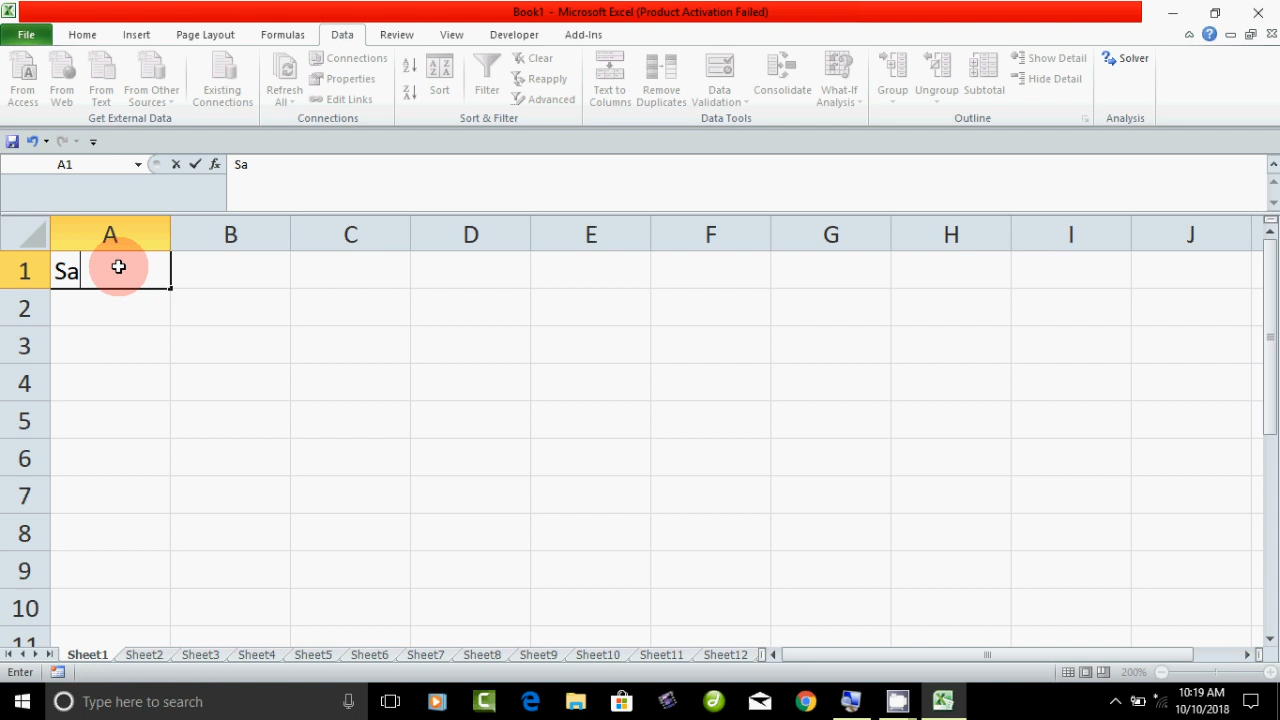 Book1 - Microsoft Excel (Product Activation Failed)
File Home Insert Page Layout Formulas Data Review View Developer Add-Ins
From Access
From Web
From Text
From Other Sources
Existing Connections
Get External Data
Refresh All
Connections
Properties
Edit Links
Connections
Sort
Filter
Clear
Reapply
Advanced
Sort & Filter
Text to Columns
Remove Duplicates
Data Validation
Consolidate
What-If Analysis
Data Tools
Group
Ungroup
Subtotal
Show Detail
Hide Detail
Outline
Solver
Analysis
A1 fx Sa
A B C D E F G H I J
1 Sa
2
3
4
5
6
7
8
9
10
11
Sheet1 Sheet2 Sheet3 Sheet4 Sheet5 Sheet6 Sheet7 Sheet8 Sheet9 Sheet10 Sheet11 Sheet12
Enter 200%
Type here to search
10:19 AM
10/10/2018